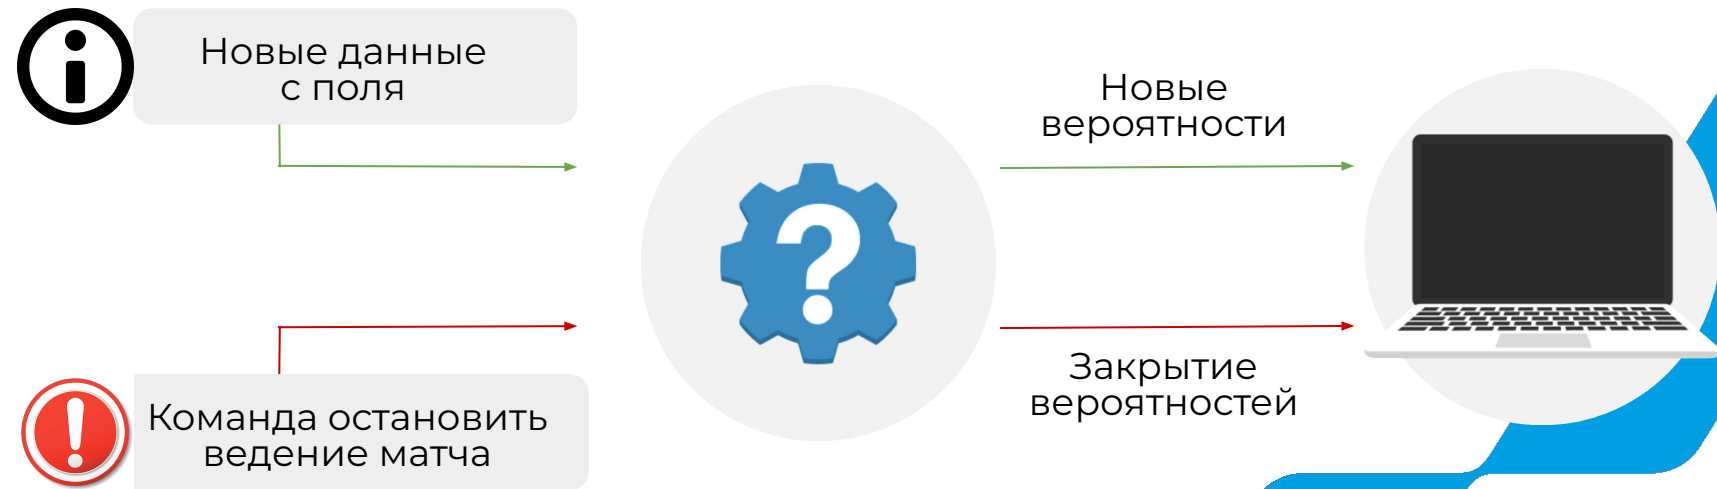 Новые данные
с поля
Новые
вероятности
?
Команда остановить
ведение матча
Закрытие
вероятностей